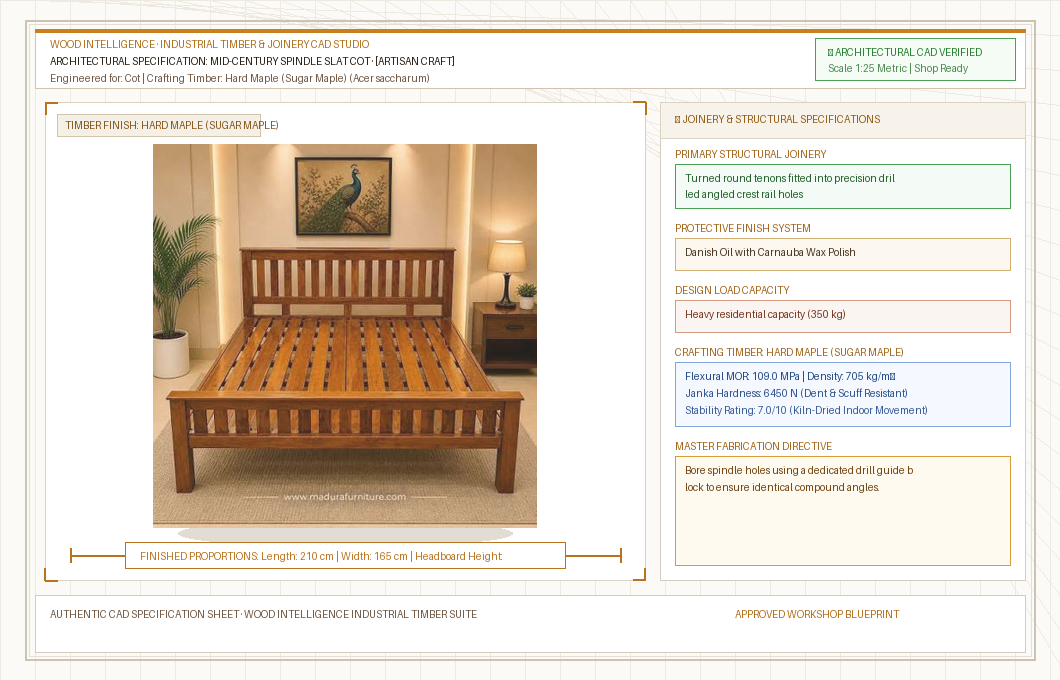 WOOD INTELLIGENCE · INDUSTRIAL TIMBER & JOINERY CAD STUDIO
ARCHITECTURAL SPECIFICATION: MID-CENTURY SPINDLE SLAT COT · [ARTISAN CRAFT]
Engineered for: Cot | Crafting Timber: Hard Maple (Sugar Maple) (Acer saccharum)
ARCHITECTURAL CAD VERIFIED
Scale 1:25 Metric | Shop Ready
TIMBER FINISH: HARD MAPLE (SUGAR MAPLE)
www.madurafurniture.com
FINISHED PROPORTIONS: Length: 210 cm | Width: 165 cm | Headboard Height
JOINERY & STRUCTURAL SPECIFICATIONS
PRIMARY STRUCTURAL JOINERY
Turned round tenons fitted into precision dril
led angled crest rail holes
PROTECTIVE FINISH SYSTEM
Danish Oil with Carnauba Wax Polish
DESIGN LOAD CAPACITY
Heavy residential capacity (350 kg)
CRAFTING TIMBER: HARD MAPLE (SUGAR MAPLE)
Flexural MOR: 109.0 MPa | Density: 705 kg/m
Janka Hardness: 6450 N (Dent & Scuff Resistant)
Stability Rating: 7.0/10 (Kiln-Dried Indoor Movement)
MASTER FABRICATION DIRECTIVE
Bore spindle holes using a dedicated drill guide b
lock to ensure identical compound angles.
AUTHENTIC CAD SPECIFICATION SHEET · WOOD INTELLIGENCE INDUSTRIAL TIMBER SUITE
APPROVED WORKSHOP BLUEPRINT